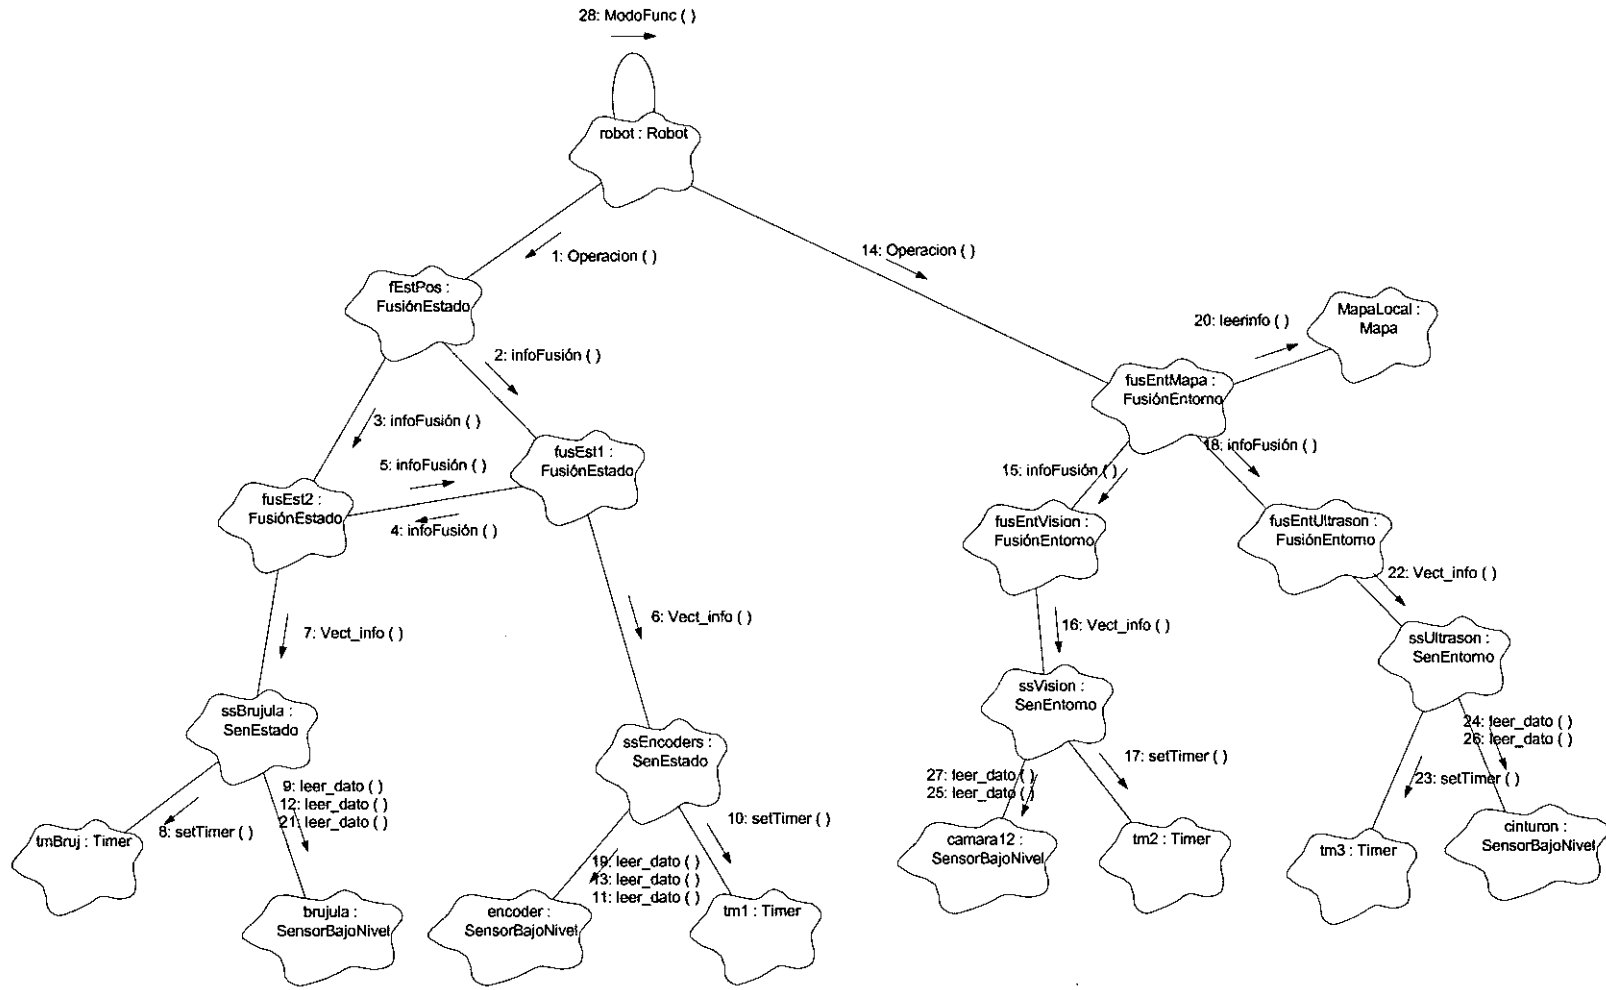 28: ModoFunc ( )
robot : Robot
1: Operacion ( )
14: Operacion ( )
fEstPos :
FusiónEstado
20: leerinfo ( )
MapaLocal :
Mapa
2: infoFusión ( )
fusEntMapa :
FusiónEntorno
3: infoFusión ( )
5: infoFusión ( )
fusEst1 :
FusiónEstado
18: infoFusión ( )
15: infoFusión ( )
fusEst2 :
FusiónEstado
4: infoFusión ( )
fusEntVision :
FusiónEntorno
fusEntUltrason :
FusiónEntorno
22: Vect_info ( )
7: Vect_info ( )
6: Vect_info ( )
16: Vect_info ( )
ssUltrason :
SenEntorno
ssBrujula :
SenEstado
ssEncoders :
SenEstado
ssVision :
SenEntorno
24: leer_dato ( )
26: leer_dato ( )
17: setTimer ( )
23: setTimer ( )
27: leer_dato ( )
25: leer_dato ( )
9: leer_dato ( )
12: leer_dato ( )
21: leer_dato ( )
8: setTimer ( )
10: setTimer ( )
tmBruj : Timer
camara12 :
SensorBajoNivel
tm2 : Timer
tm3 : Timer
cinturon :
SensorBajoNivel
19: leer_dato ( )
13: leer_dato ( )
11: leer_dato ( )
brujula :
SensorBajoNivel
encoder :
SensorBajoNivel
tm1 : Timer